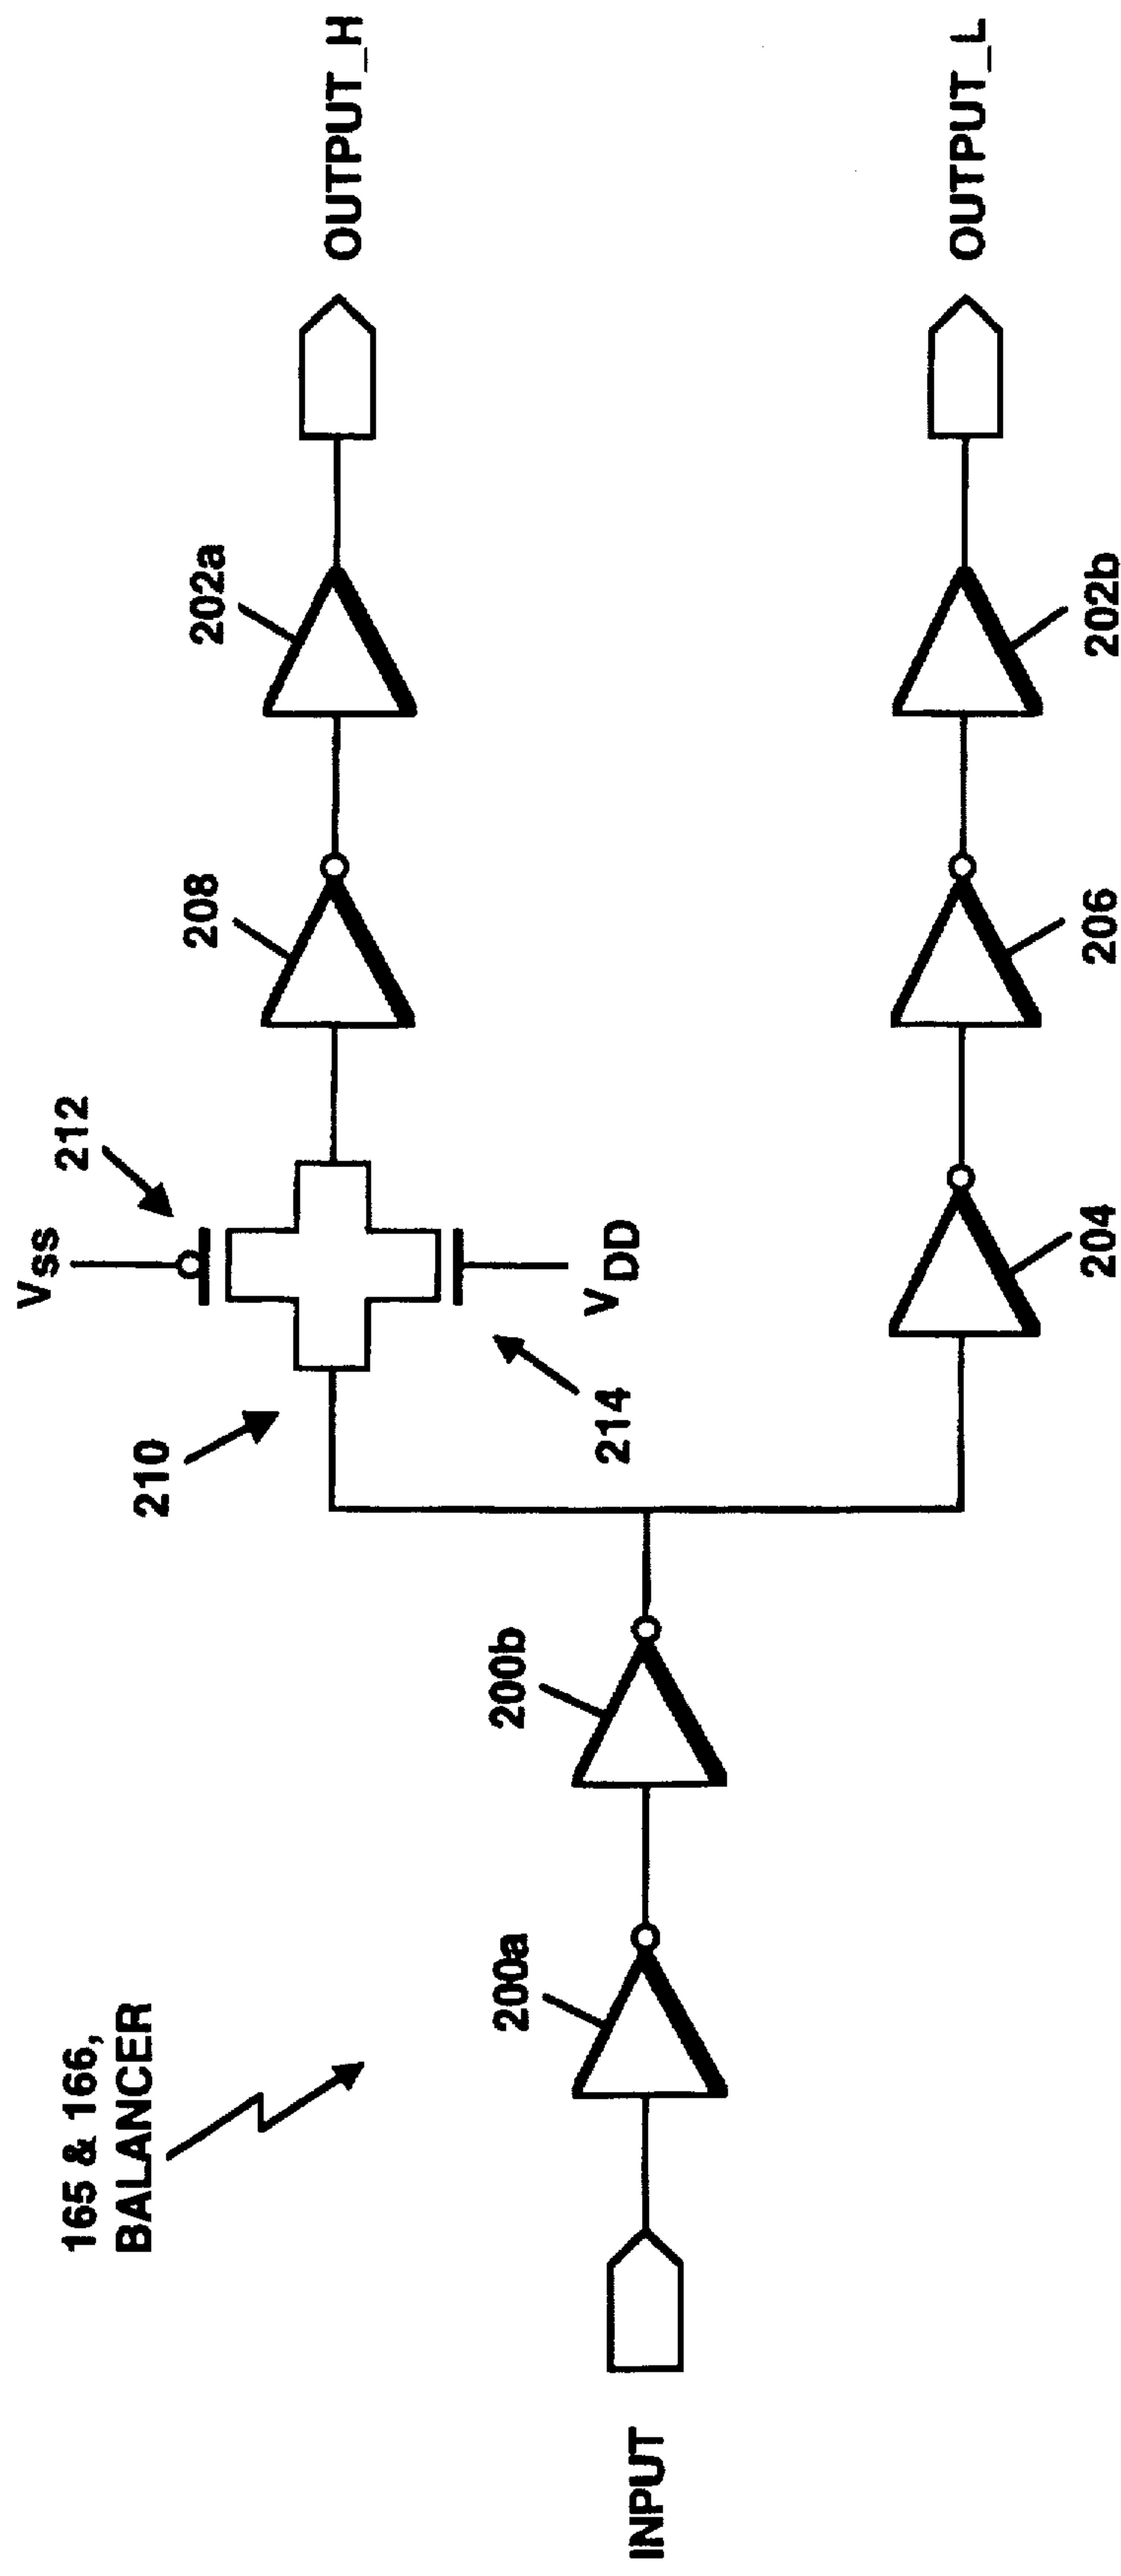 165 & 166,
BALANCER
INPUT
200a
200b
210
212
VSS
214
VDD
208
202a
OUTPUT_H
204
206
202b
OUTPUT_L